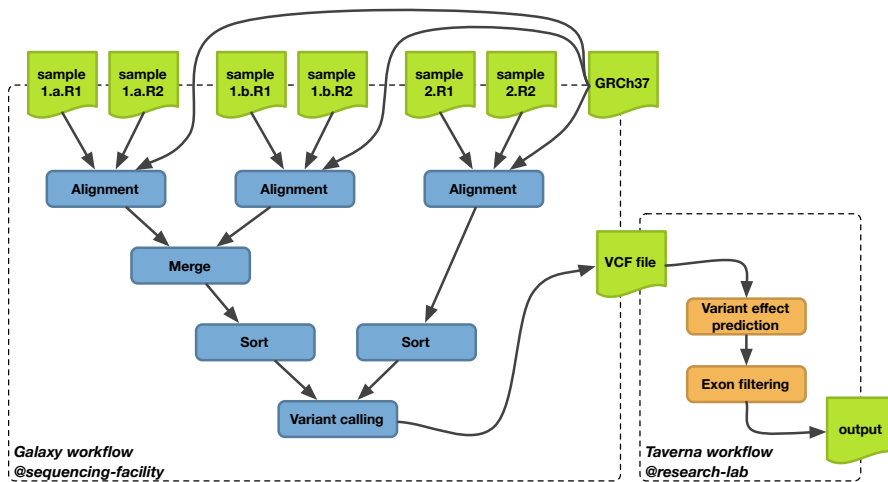 sample
1.a.R1
sample
1.a.R2
sample
1.b.R1
sample
1.b.R2
sample
2.R1
sample
2.R2
GRCh37
Alignment
Alignment
Alignment
Merge
VCF file
Variant effect
prediction
Sort
Sort
Exon filtering
Variant calling
output
Galaxy workflow
@sequencing-facility
Taverna workflow
@research-lab